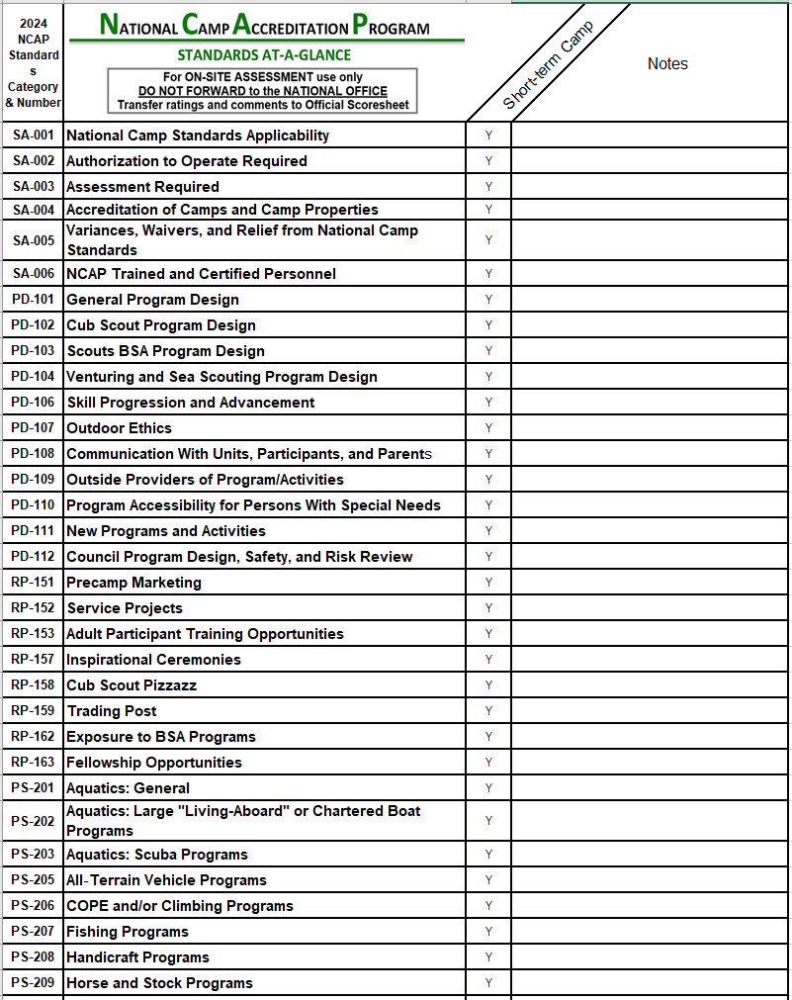 2024
NCAP
Standard
s
Category
& Number
NATIONAL CAMP ACCREDITATION PROGRAM
STANDARDS AT-A-GLANCE
For ON-SITE ASSESSMENT use only
DO NOT FORWARD to the NATIONAL OFFICE
Transfer ratings and comments to Official Scoresheet
Short-term Camp
Notes
SA-001 National Camp Standards Applicability Y
SA-002 Authorization to Operate Required Y
SA-003 Assessment Required Y
SA-004 Accreditation of Camps and Camp Properties Y
SA-005 Variances, Waivers, and Relief from National Camp
Standards Y
SA-006 NCAP Trained and Certified Personnel Y
PD-101 General Program Design Y
PD-102 Cub Scout Program Design Y
PD-103 Scouts BSA Program Design Y
PD-104 Venturing and Sea Scouting Program Design Y
PD-106 Skill Progression and Advancement Y
PD-107 Outdoor Ethics Y
PD-108 Communication With Units, Participants, and Parents Y
PD-109 Outside Providers of Program/Activities Y
PD-110 Program Accessibility for Persons With Special Needs Y
PD-111 New Programs and Activities Y
PD-112 Council Program Design, Safety, and Risk Review Y
RP-151 Precamp Marketing Y
RP-152 Service Projects Y
RP-153 Adult Participant Training Opportunities Y
RP-157 Inspirational Ceremonies Y
RP-158 Cub Scout Pizzazz Y
RP-159 Trading Post Y
RP-162 Exposure to BSA Programs Y
RP-163 Fellowship Opportunities Y
PS-201 Aquatics: General Y
PS-202 Aquatics: Large "Living-Aboard" or Chartered Boat
Programs Y
PS-203 Aquatics: Scuba Programs Y
PS-205 All-Terrain Vehicle Programs Y
PS-206 COPE and/or Climbing Programs Y
PS-207 Fishing Programs Y
PS-208 Handicraft Programs Y
PS-209 Horse and Stock Programs Y